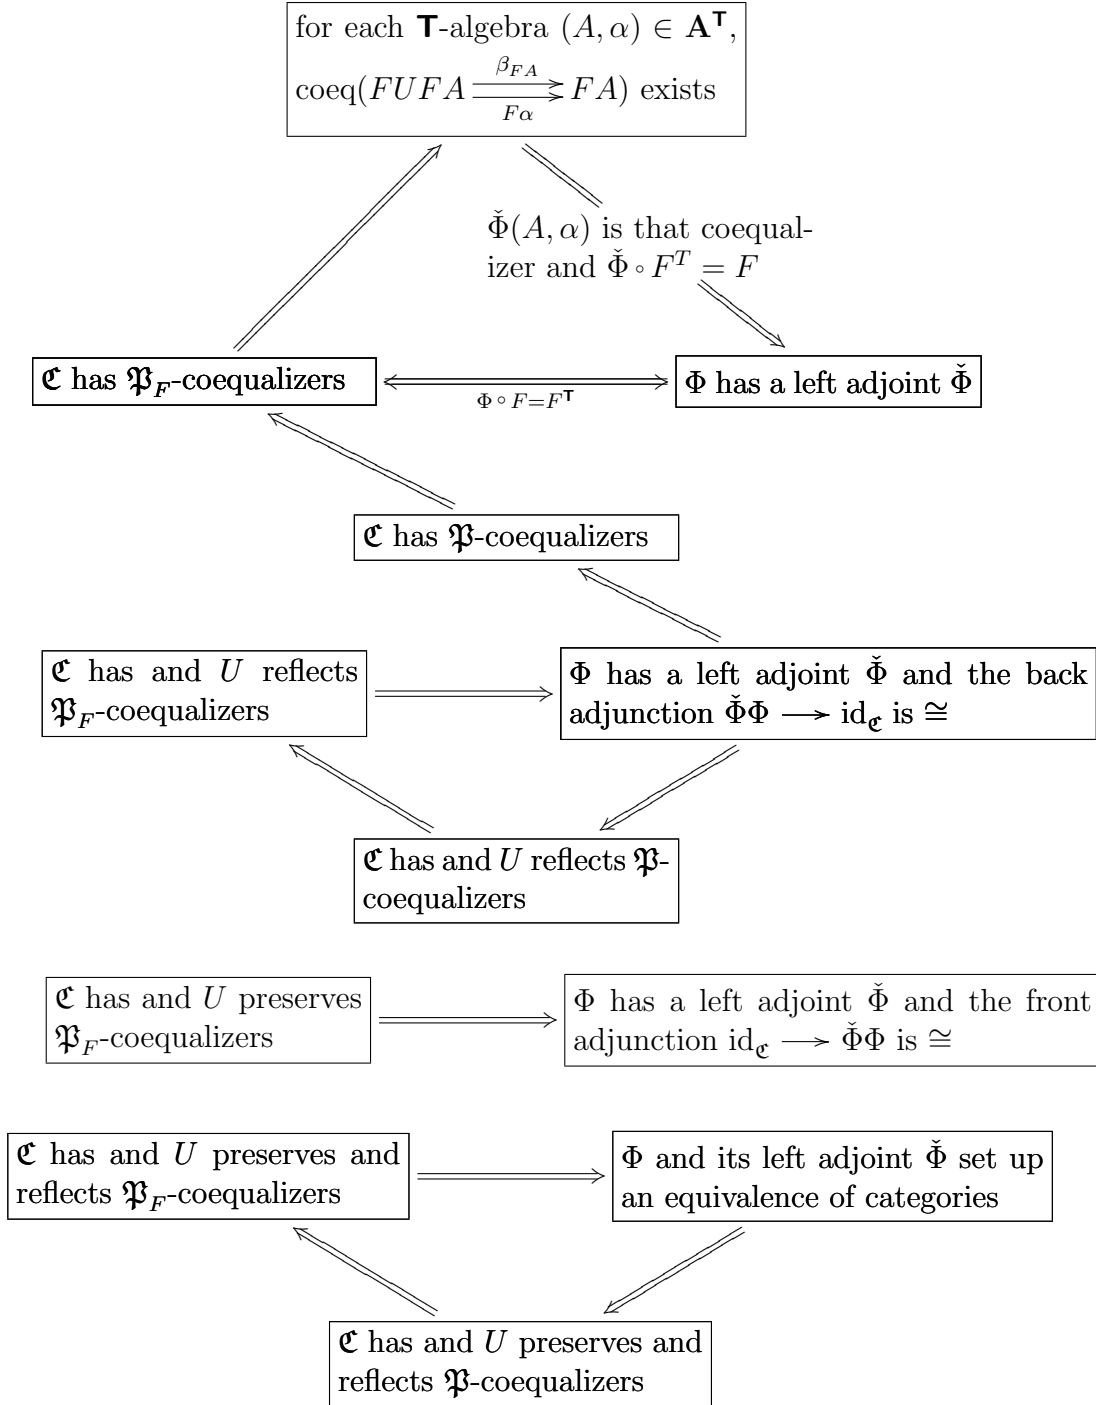 for each 𝐓-algebra (A, α) ∈ 𝐀^𝐓,
β_{FA}
coeq(FUFA ⇉ FA) exists
Fα
Φ̌(A, α) is that coequal-
izer and Φ̌ ∘ F^T = F
ℭ has 𝔓_F-coequalizers
Φ has a left adjoint Φ̌
Φ ∘ F=F^𝐓
ℭ has 𝔓-coequalizers
ℭ has and U reflects
𝔓_F-coequalizers
Φ has a left adjoint Φ̌ and the back
adjunction Φ̌Φ ⟶ id_ℭ is ≅
ℭ has and U reflects 𝔓-
coequalizers
ℭ has and U preserves
𝔓_F-coequalizers
Φ has a left adjoint Φ̌ and the front
adjunction id_ℭ ⟶ Φ̌Φ is ≅
ℭ has and U preserves and
reflects 𝔓_F-coequalizers
Φ and its left adjoint Φ̌ set up
an equivalence of categories
ℭ has and U preserves and
reflects 𝔓-coequalizers